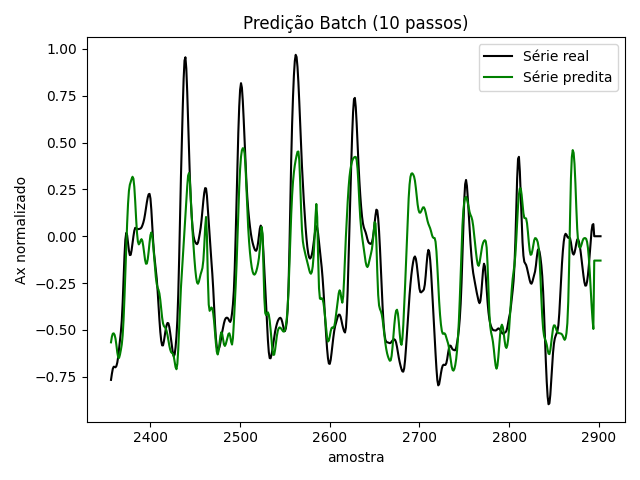 Predição Batch (10 passos)
Série real
Série predita
Ax normalizado
1.00
0.75
0.50
0.25
0.00
−0.25
−0.50
−0.75
2400 2500 2600 2700 2800 2900
amostra